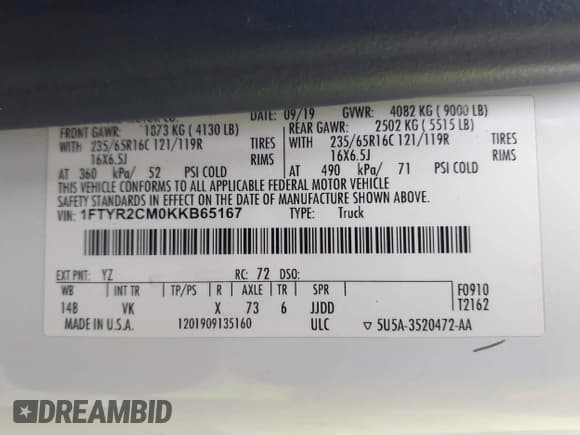 MOTOR CO. DATE: 09/19 GVWR: 4082 KG ( 9000 LB)
FRONT GAWR: 1873 KG ( 4130 LB) REAR GAWR: 2502 KG ( 5515 LB)
WITH 235/65R16C 121/119R TIRES WITH 235/65R16C 121/119R TIRES
16X6.5J RIMS 16X6.5J RIMS
AT 360 kPa/ 52 PSI COLD AT 490 kPa/ 71 PSI COLD
THIS VEHICLE CONFORMS TO ALL APPLICABLE FEDERAL MOTOR VEHICLE
SAFETY STANDARDS IN EFFECT ON THE DATE OF MANUFACTURE SHOWN ABOVE.
VIN: 1FTYR2CM0KKB65167 TYPE: Truck
EXT PNT: YZ RC: 72 DSO:
WB INT TR TP/PS R AXLE TR SPR F0910
148 VK X 73 6 JJDD T2162
MADE IN U.S.A. 1201909135160 ULC ▽ 5U5A-3520472-AA
DREAMBID